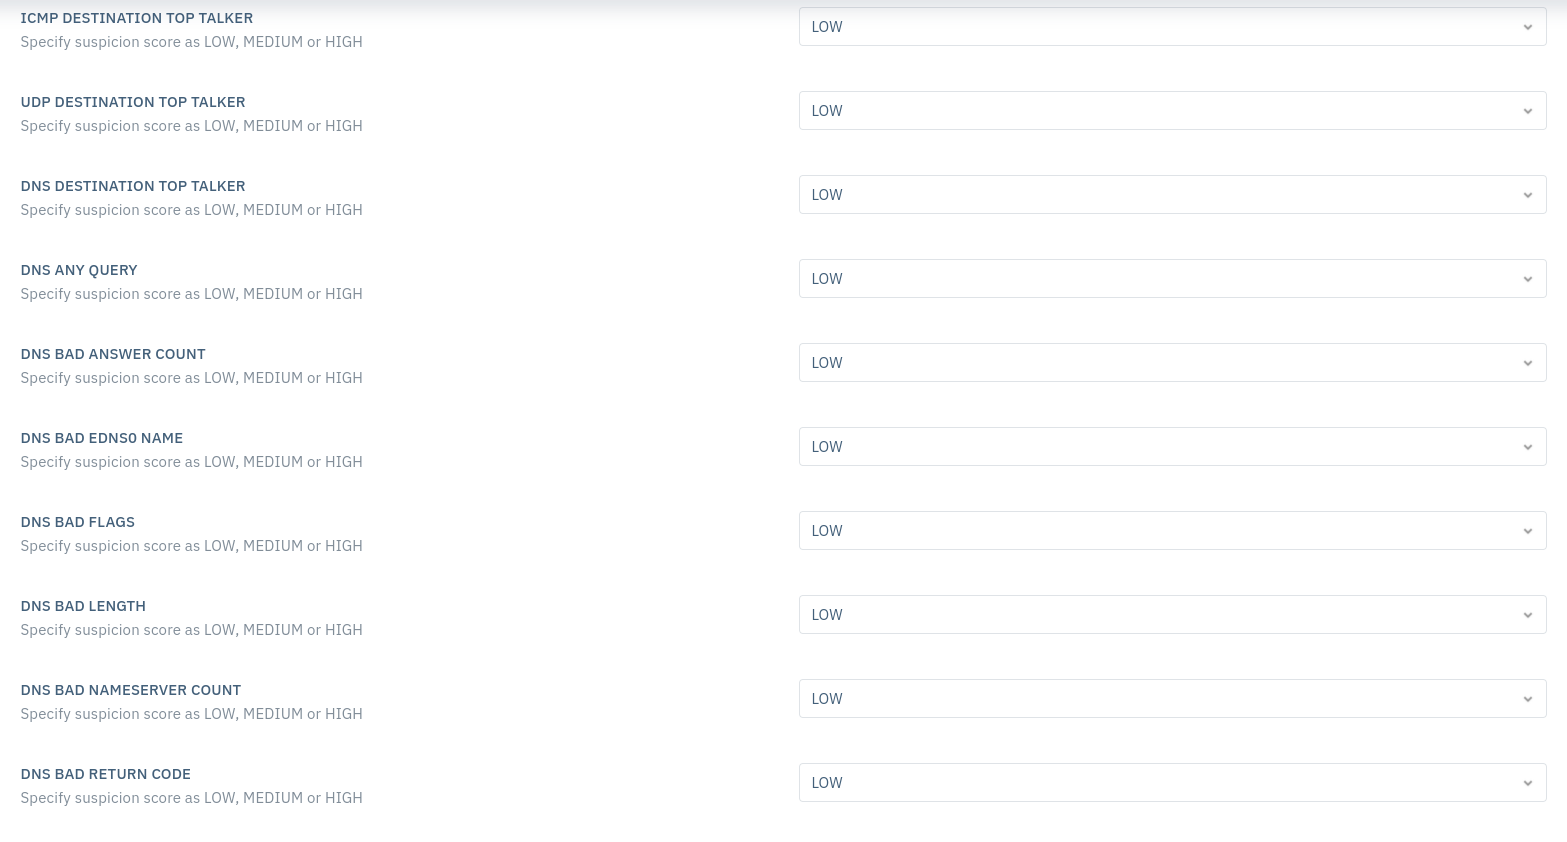 ICMP DESTINATION TOP TALKER
LOW
Specify suspicion score as LOW, MEDIUM or HIGH
UDP DESTINATION TOP TALKER
LOW
Specify suspicion score as LOW, MEDIUM or HIGH
DNS DESTINATION TOP TALKER
LOW
Specify suspicion score as LOW, MEDIUM or HIGH
DNS ANY QUERY
LOW
Specify suspicion score as LOW, MEDIUM or HIGH
DNS BAD ANSWER COUNT
LOW
Specify suspicion score as LOW, MEDIUM or HIGH
DNS BAD EDNS0 NAME
LOW
Specify suspicion score as LOW, MEDIUM or HIGH
DNS BAD FLAGS
LOW
Specify suspicion score as LOW, MEDIUM or HIGH
DNS BAD LENGTH
LOW
Specify suspicion score as LOW, MEDIUM or HIGH
DNS BAD NAMESERVER COUNT
LOW
Specify suspicion score as LOW, MEDIUM or HIGH
DNS BAD RETURN CODE
LOW
Specify suspicion score as LOW, MEDIUM or HIGH